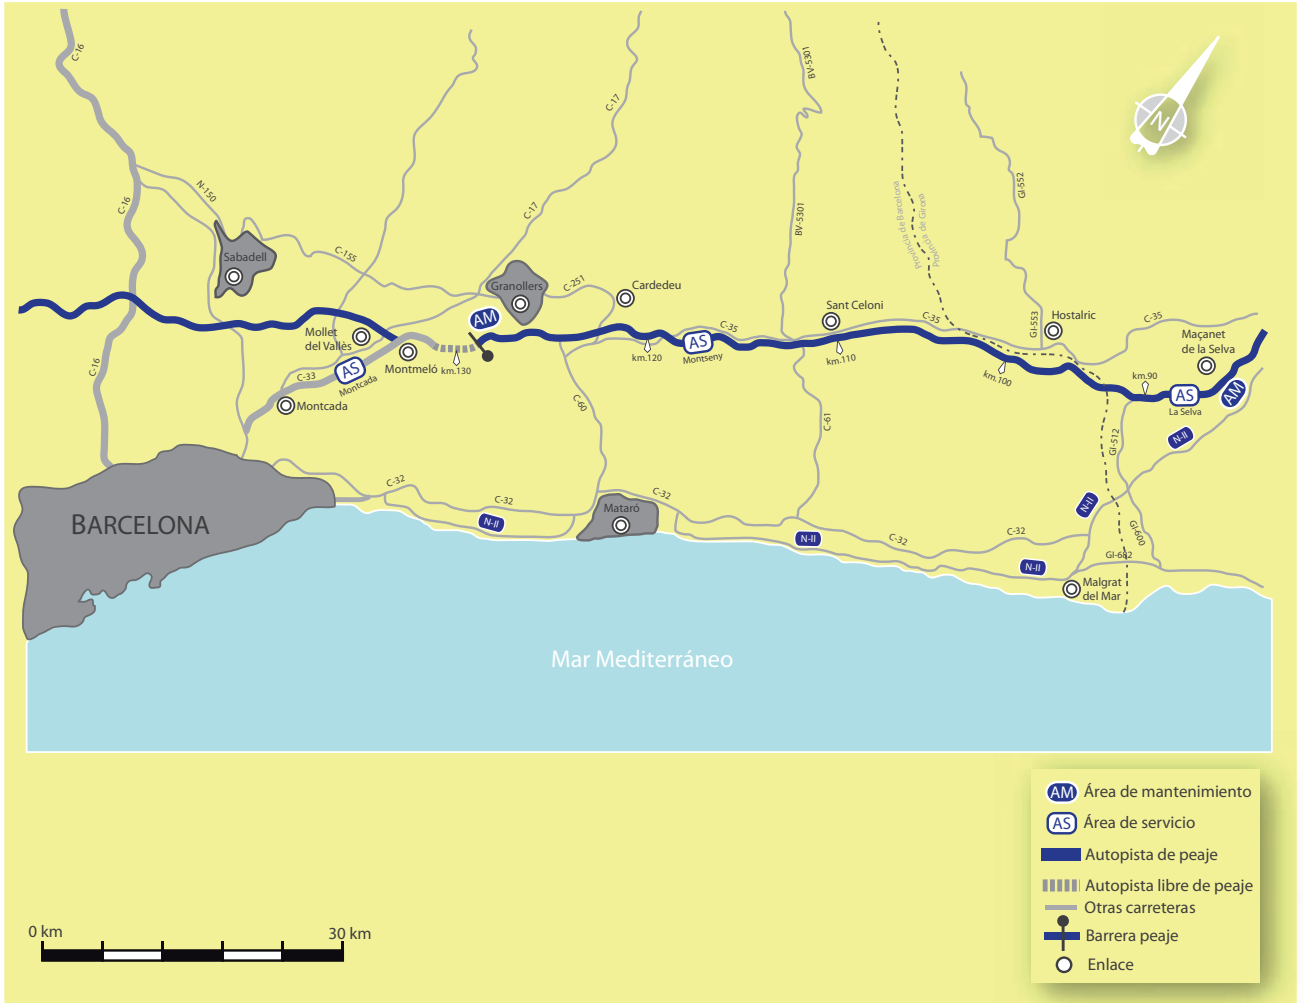 C-16
BV-5301
C-17
N
C-16
N-150
C-17
BV-5301
GI-552
Provincia de Barcelona
Provincia de Girona
Sabadell
C-155
Granollers
C-251
Cardedeu
Sant Celoni
Hostalric
GI-553
C-35
C-35
C-35
AM
Mollet
del Vallès
Maçanet
de la Selva
AS
Montseny
km.120
km.110
C-16
C-33
AS
Montcada
Montmeló
km.130
km.100
km.90
AS
La Selva
AM
Montcada
C-60
C-61
GI-512
N-II
C-32
C-32
C-32
N-II
BARCELONA
Mataró
N-II
N-II
C-32
C-32
GI-600
GI-682
N-II
Malgrat
del Mar
Mar Mediterráneo
AM Área de mantenimiento
AS Área de servicio
Autopista de peaje
Autopista libre de peaje
Otras carreteras
Barrera peaje
Enlace
0 km
30 km